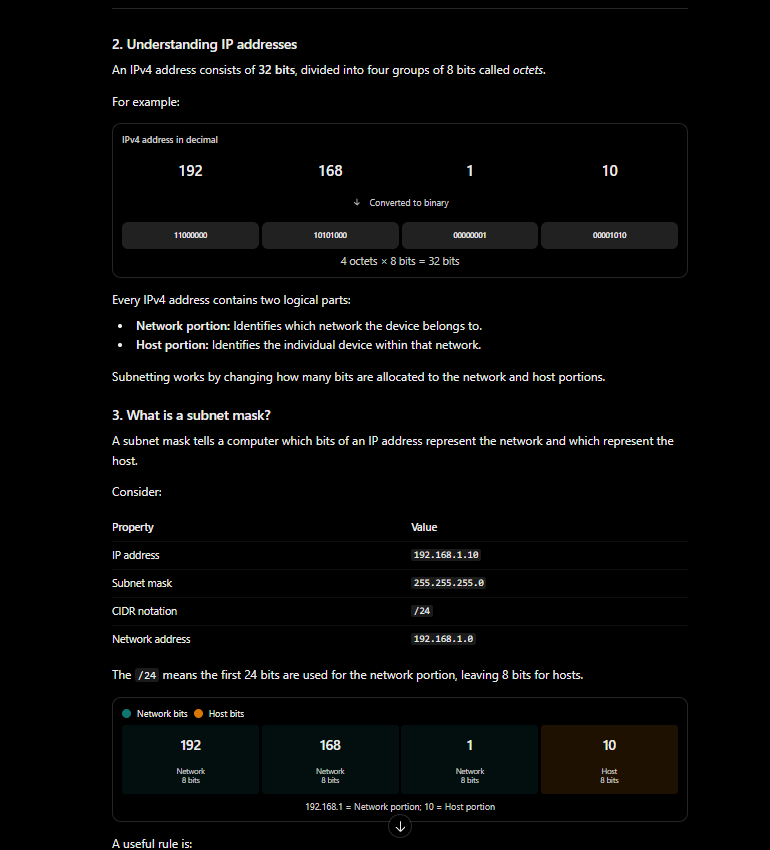 2. Understanding IP addresses
An IPv4 address consists of 32 bits, divided into four groups of 8 bits called octets.
For example:
IPv4 address in decimal
192 168 1 10
↓ Converted to binary
11000000 10101000 00000001 00001010
4 octets × 8 bits = 32 bits
Every IPv4 address contains two logical parts:
• Network portion: Identifies which network the device belongs to.
• Host portion: Identifies the individual device within that network.
Subnetting works by changing how many bits are allocated to the network and host portions.
3. What is a subnet mask?
A subnet mask tells a computer which bits of an IP address represent the network and which represent the
host.
Consider:
Property Value
IP address 192.168.1.10
Subnet mask 255.255.255.0
CIDR notation /24
Network address 192.168.1.0
The /24 means the first 24 bits are used for the network portion, leaving 8 bits for hosts.
Network bits Host bits
192 168 1 10
Network Network Network Host
8 bits 8 bits 8 bits 8 bits
192.168.1 = Network portion; 10 = Host portion
A useful rule is: